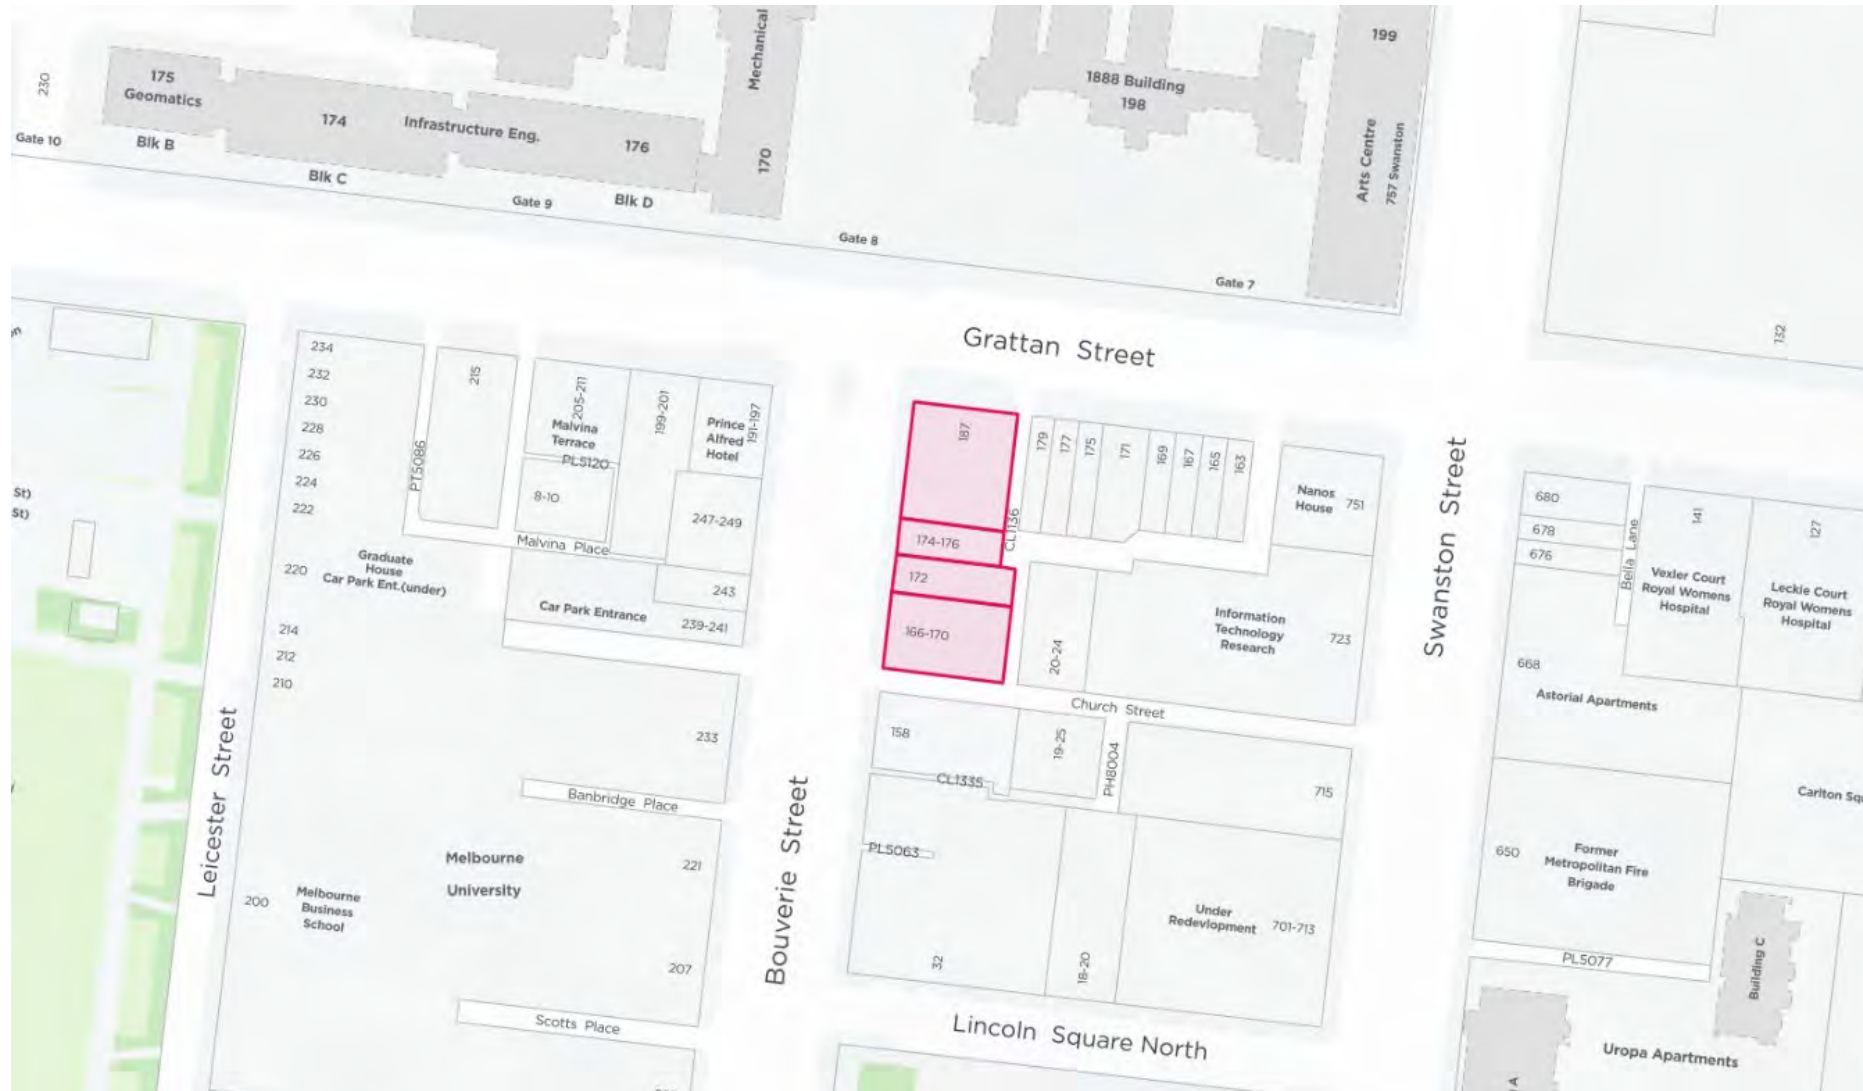 230
175
Geomatics
174
Infrastructure Eng.
176
Mechanical
170
1888 Building
198
199
Arts Centre
757 Swanston
Gate 10
Blk B
Blk C
Gate 9
Blk D
Gate 8
Gate 7
132
Grattan Street
St)
St)
234
232
230
228
226
224
222
220
214
212
210
Graduate
House
Car Park Ent.(under)
PT5086
215
205-211
Malvina
Terrace
PL5120
8-10
199-201
Prince
Alfred
Hotel
191-197
247-249
Malvina Place
243
Car Park Entrance
239-241
187
174-176
172
166-170
CL1136
179
177
175
171
169
167
165
163
Nanos
House
751
Information
Technology
Research
723
20-24
Church Street
Swanston Street
680
678
676
Bella Lane
141
127
Vexler Court
Royal Womens
Hospital
Leckie Court
Royal Womens
Hospital
668
Astorial Apartments
Leicester Street
233
Banbridge Place
Melbourne
University
221
200
Melbourne
Business
School
207
Scotts Place
Bouverie Street
158
CL1335
19-25
PH8004
715
PL5063
32
18-20
Under
Redevlopment
701-713
Lincoln Square North
650
Former
Metropolitan Fire
Brigade
Carlton Squ
PL5077
Building C
Uropa Apartments
A